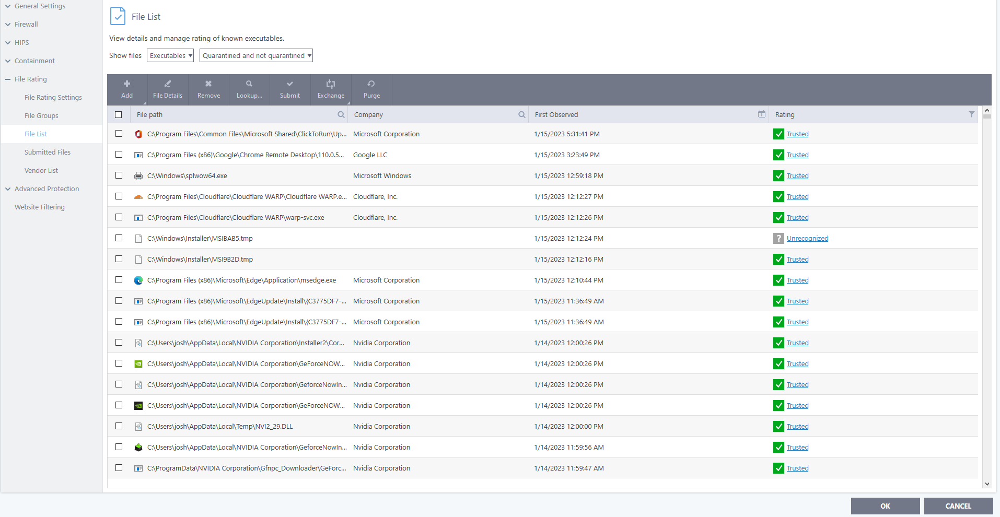 General Settings
Firewall
HIPS
Containment
File Rating
File Rating Settings
File Groups
File List
Submitted Files
Vendor List
Advanced Protection
Website Filtering
File List
View details and manage rating of known executables.
Show files Executables Quarantined and not quarantined
Add File Details Remove Lookup... Submit Exchange Purge
File path Company First Observed 1 Rating
C:\Program Files\Common Files\Microsoft Shared\ClickToRun\Up... Microsoft Corporation 1/15/2023 5:31:41 PM Trusted
C:\Program Files (x86)\Google\Chrome Remote Desktop\110.0.5... Google LLC 1/15/2023 3:23:49 PM Trusted
C:\Windows\splwow64.exe Microsoft Windows 1/15/2023 12:59:18 PM Trusted
C:\Program Files\Cloudflare\Cloudflare WARP\Cloudflare WARP.e... Cloudflare, Inc. 1/15/2023 12:12:27 PM Trusted
C:\Program Files\Cloudflare\Cloudflare WARP\warp-svc.exe Cloudflare, Inc. 1/15/2023 12:12:26 PM Trusted
C:\Windows\Installer\MSIBAB5.tmp 1/15/2023 12:12:24 PM ? Unrecognized
C:\Windows\Installer\MSI9B2D.tmp 1/15/2023 12:12:16 PM Trusted
C:\Program Files (x86)\Microsoft\Edge\Application\msedge.exe Microsoft Corporation 1/15/2023 12:10:44 PM Trusted
C:\Program Files (x86)\Microsoft\EdgeUpdate\Install\{C3775DF7-... Microsoft Corporation 1/15/2023 11:36:49 AM Trusted
C:\Program Files (x86)\Microsoft\EdgeUpdate\Install\{C3775DF7-... Microsoft Corporation 1/15/2023 11:36:49 AM Trusted
C:\Users\josh\AppData\Local\NVIDIA Corporation\Installer2\Cor... Nvidia Corporation 1/14/2023 12:00:26 PM Trusted
C:\Users\josh\AppData\Local\NVIDIA Corporation\GeForceNOW... Nvidia Corporation 1/14/2023 12:00:26 PM Trusted
C:\Users\josh\AppData\Local\NVIDIA Corporation\GeforceNowIn... Nvidia Corporation 1/14/2023 12:00:26 PM Trusted
C:\Users\josh\AppData\Local\NVIDIA Corporation\GeForceNOW... Nvidia Corporation 1/14/2023 12:00:26 PM Trusted
C:\Users\josh\AppData\Local\Temp\NVI2_29.DLL Nvidia Corporation 1/14/2023 12:00:00 PM Trusted
C:\Users\josh\AppData\Local\NVIDIA Corporation\GeforceNowIn... Nvidia Corporation 1/14/2023 11:59:56 AM Trusted
C:\ProgramData\NVIDIA Corporation\Gfnpc_Downloader\GeForc... Nvidia Corporation 1/14/2023 11:59:47 AM Trusted
OK CANCEL